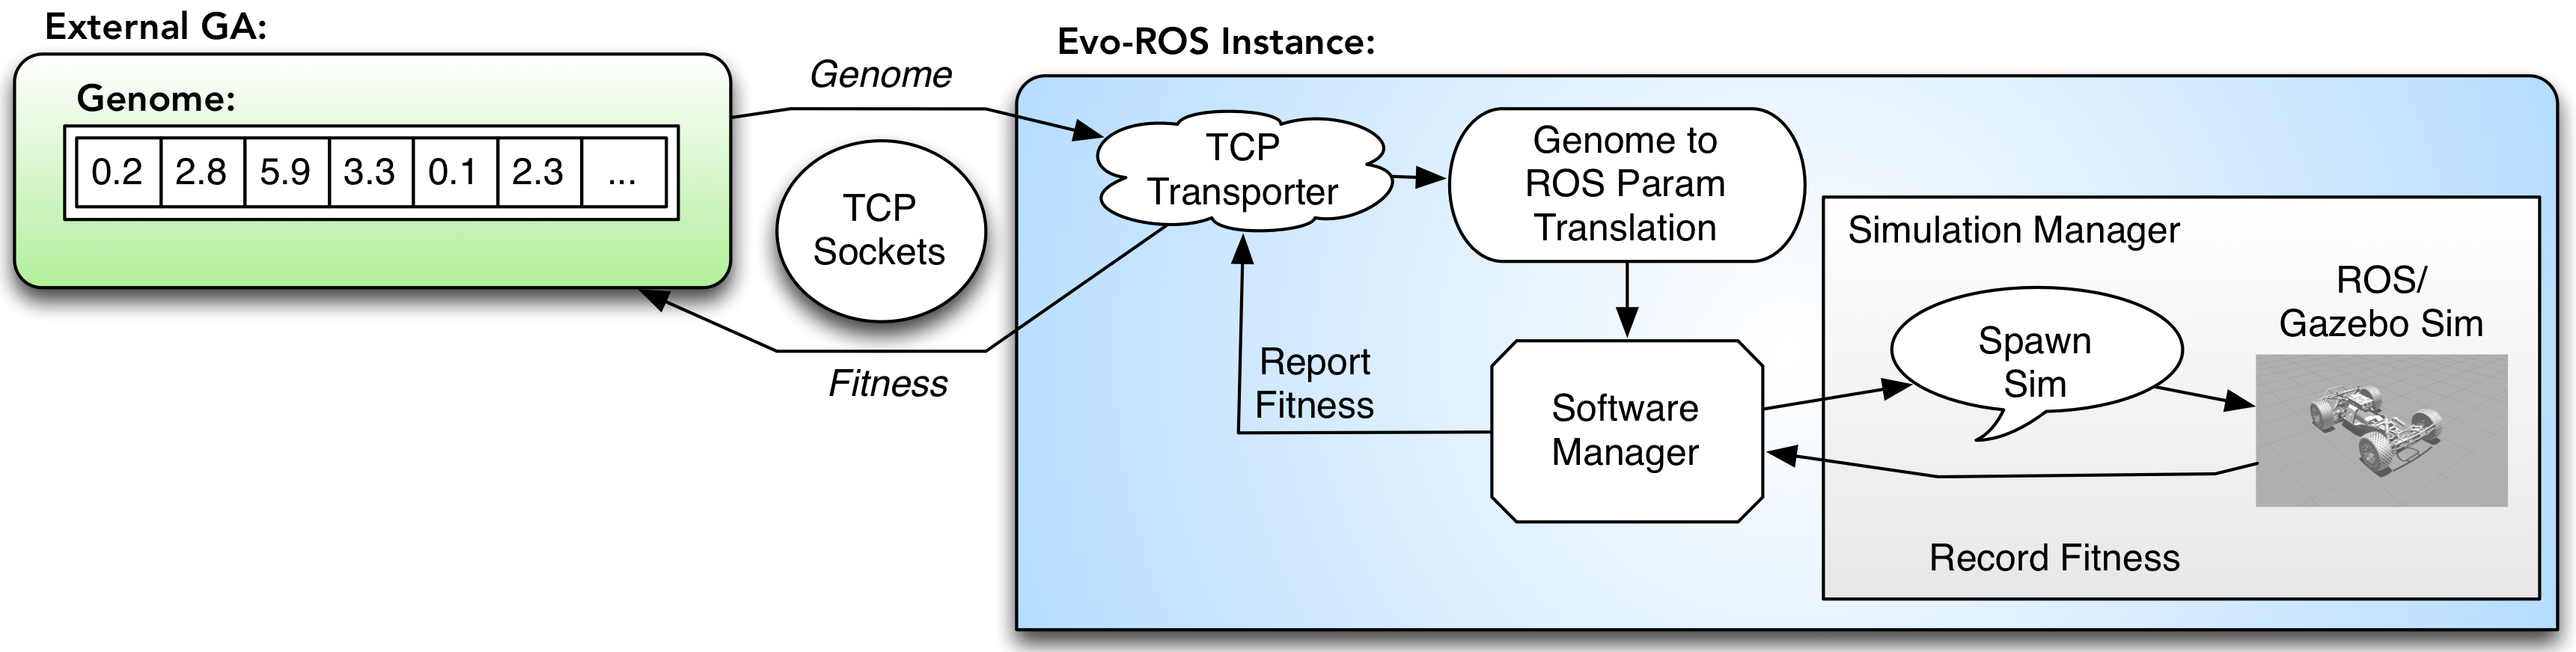 External GA:
Genome:
0.2 2.8 5.9 3.3 0.1 2.3 ...
Genome
TCP
Sockets
Fitness
Evo-ROS Instance:
TCP
Transporter
Genome to
ROS Param
Translation
Report
Fitness
Software
Manager
Simulation Manager
Spawn
Sim
ROS/
Gazebo Sim
Record Fitness